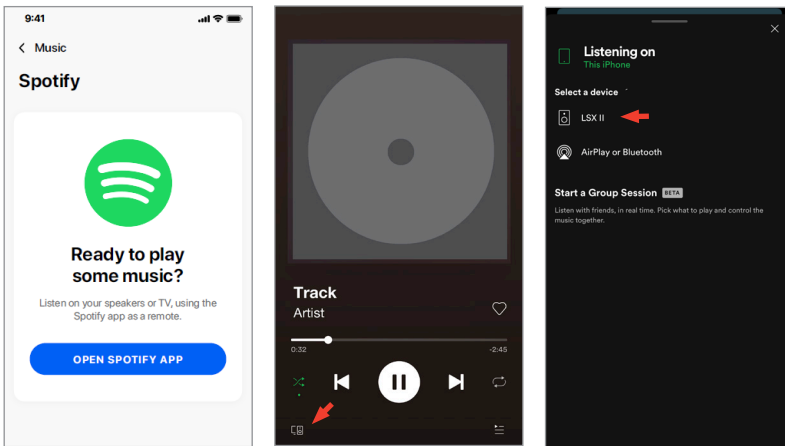 9:41
Music
Spotify
Ready to play
some music?
Listen on your speakers or TV, using the
Spotify app as a remote.
OPEN SPOTIFY APP
Track
Artist
0:32
-2:45
Listening on
This iPhone
Select a device
LSX II
AirPlay or Bluetooth
Start a Group Session BETA
Listen with friends, in real time. Pick what to play and control the
music together.